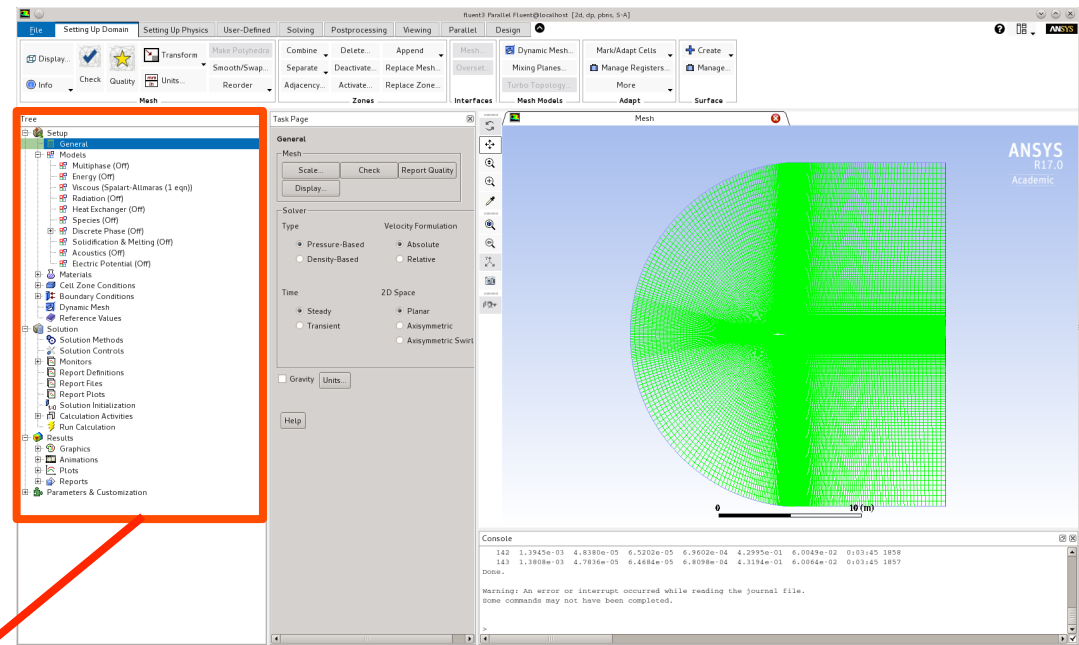 fluent3 Parallel Fluent@localhost [2d, dp, pbns, S-A]
File Setting Up Domain Setting Up Physics User-Defined Solving Postprocessing Viewing Parallel Design
ANSYS
Display... Check Quality Transform Make Polyhedra Combine Delete... Append Mesh... Dynamic Mesh... Mark/Adapt Cells Create
Smooth/Swap... Separate Deactivate... Replace Mesh... Overset... Mixing Planes... Manage Registers... Manage...
Info Units... Reorder Adjacency... Activate... Replace Zone... Turbo Topology... More
Mesh Zones Interfaces Mesh Models Adapt Surface
Tree
Setup
General
Models
Multiphase (Off)
Energy (Off)
Viscous (Spalart-Allmaras (1 eqn))
Radiation (Off)
Heat Exchanger (Off)
Species (Off)
Discrete Phase (Off)
Solidification & Melting (Off)
Acoustics (Off)
Electric Potential (Off)
Materials
Cell Zone Conditions
Boundary Conditions
Dynamic Mesh
Reference Values
Solution
Solution Methods
Solution Controls
Monitors
Report Definitions
Report Files
Report Plots
Solution Initialization
Calculation Activities
Run Calculation
Results
Graphics
Animations
Plots
Reports
Parameters & Customization
Task Page
General
Mesh
Scale... Check Report Quality
Display...
Solver
Type Velocity Formulation
Pressure-Based Absolute
Density-Based Relative
Time 2D Space
Steady Planar
Transient Axisymmetric
Axisymmetric Swirl
Gravity Units...
Help
Mesh
ANSYS
R17.0
Academic
0 10 (m)
Console
142 1.3945e-03 4.8380e-05 6.5202e-05 6.9602e-04 4.2995e-01 6.0049e-02 0:03:45 1858
143 1.3808e-03 4.7836e-05 6.4684e-05 6.8098e-04 4.3194e-01 6.0064e-02 0:03:45 1857
Done.
Warning: An error or interrupt occurred while reading the journal file.
Some commands may not have been completed.
>